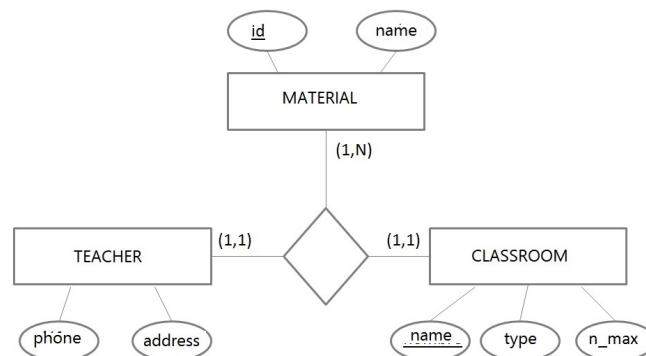 id
name
MATERIAL
(1,N)
TEACHER
(1,1)
(1,1)
CLASSROOM
phone
address
name
type
n_max